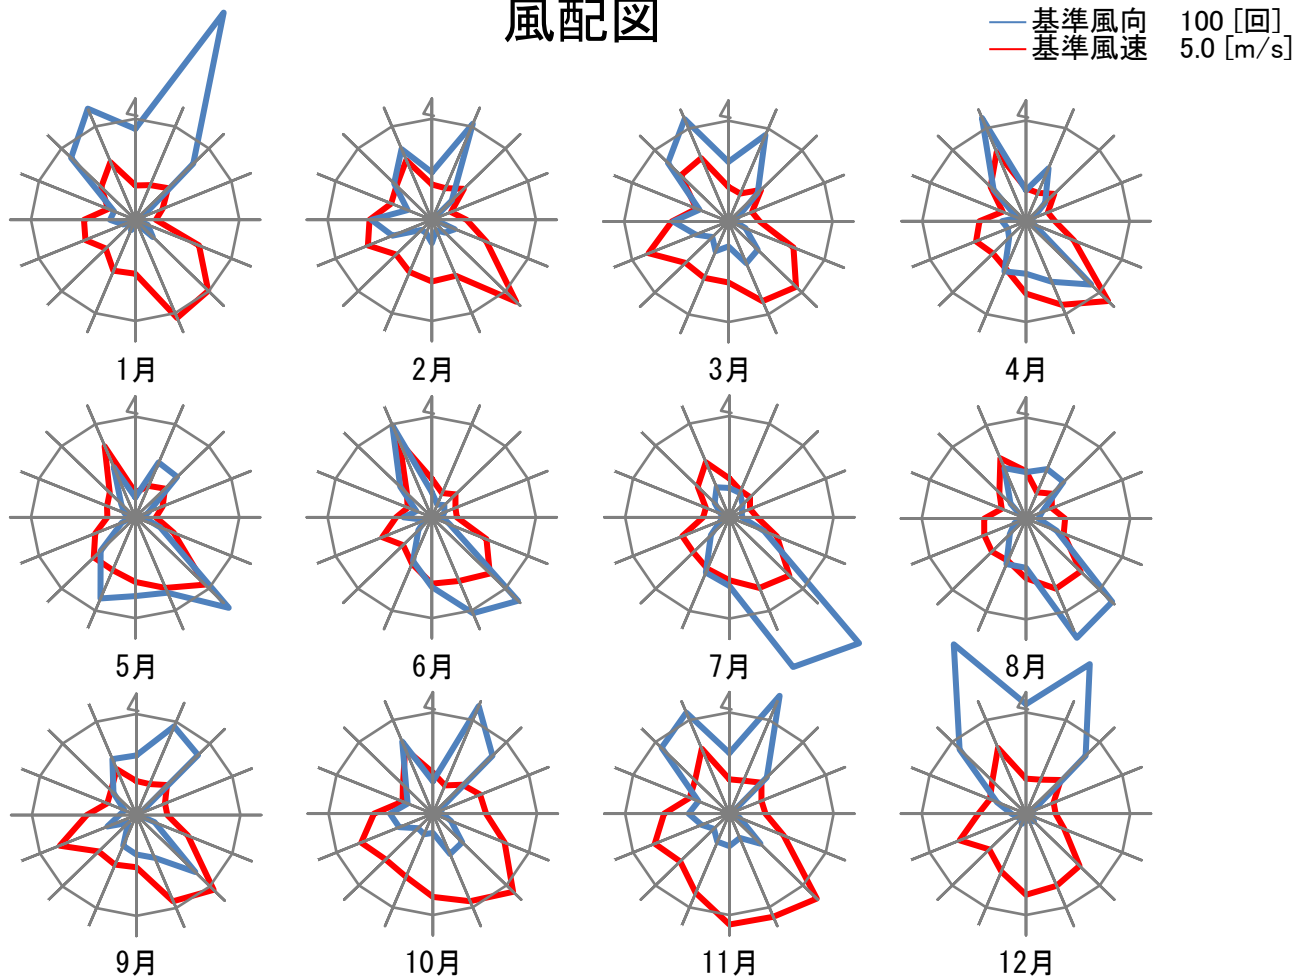 風配図
基準風向 100 [回]
基準風速 5.0 [m/s]
1月
2月
3月
4月
5月
6月
7月
8月
9月
10月
11月
12月